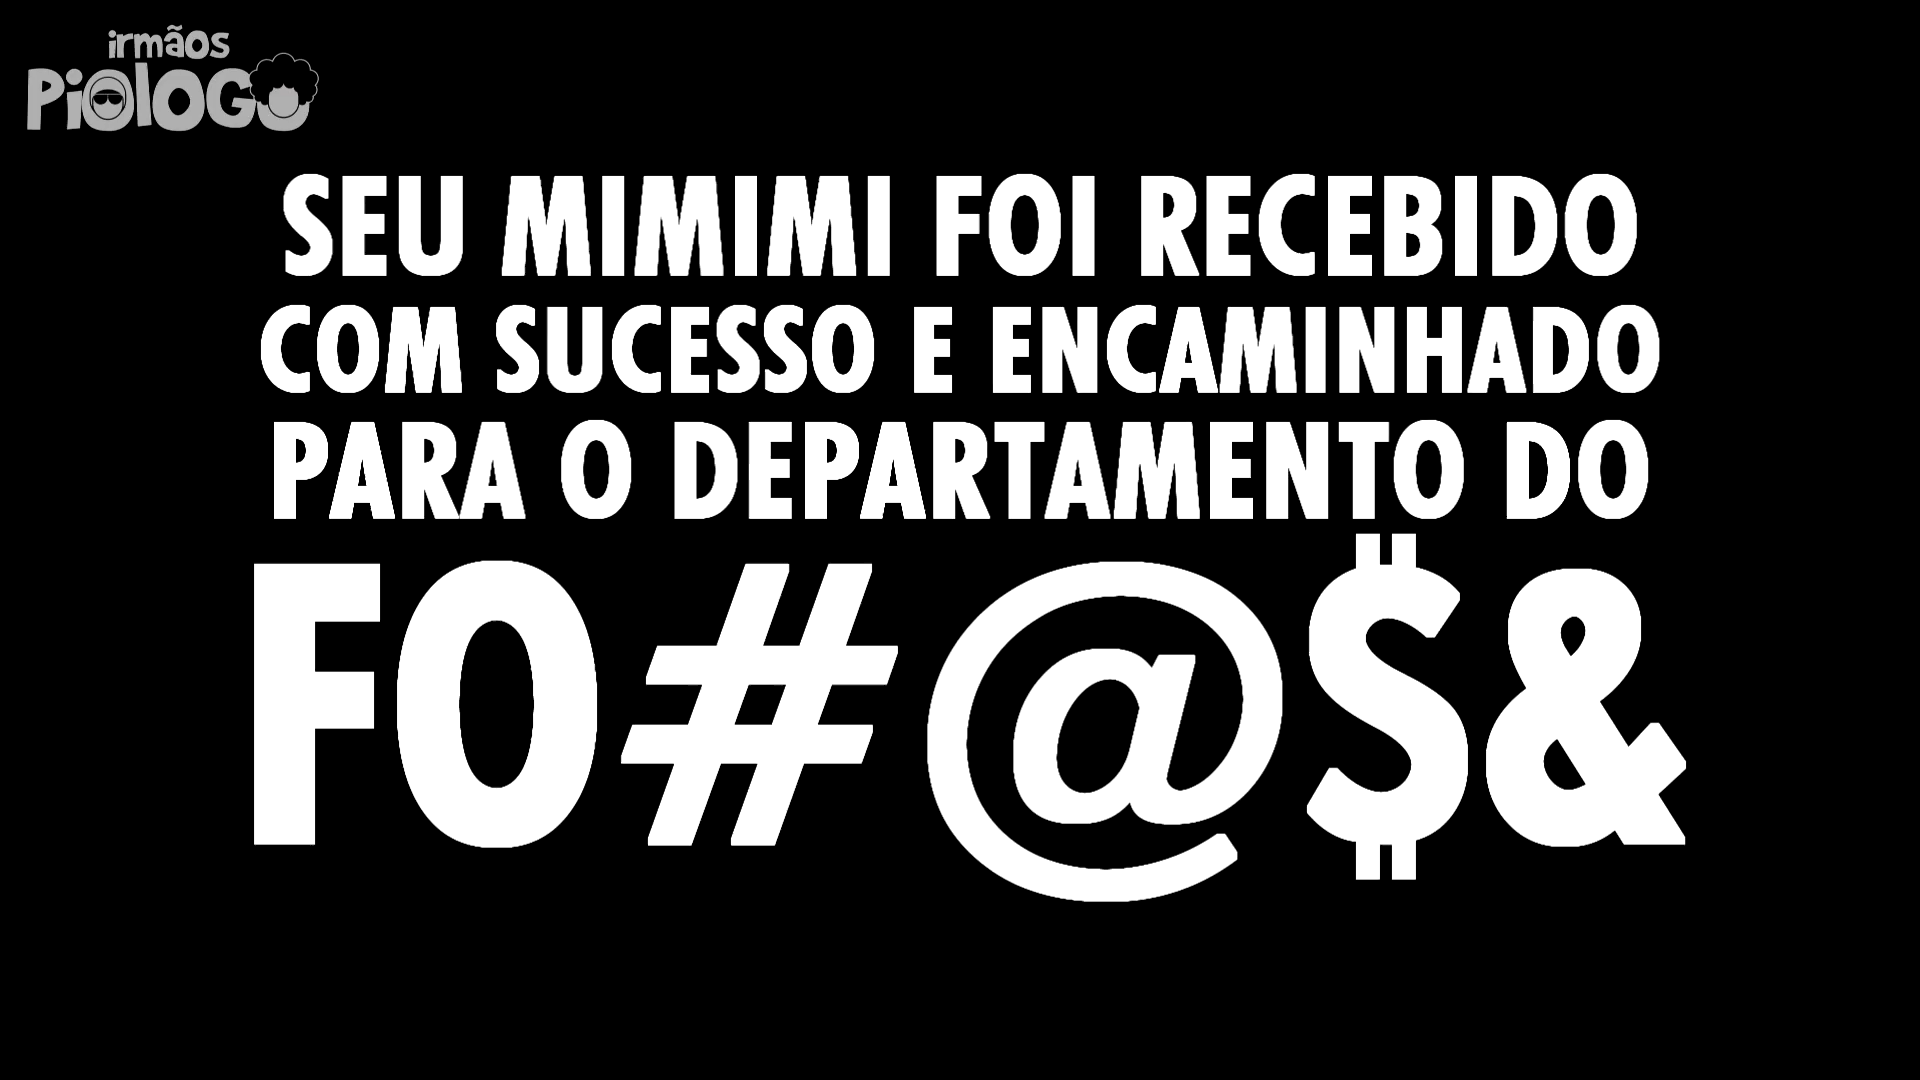 irmãos
PiOlOGO
SEU MIMIMI FOI RECEBIDO
COM SUCESSO E ENCAMINHADO
PARA O DEPARTAMENTO DO
FO#@$&